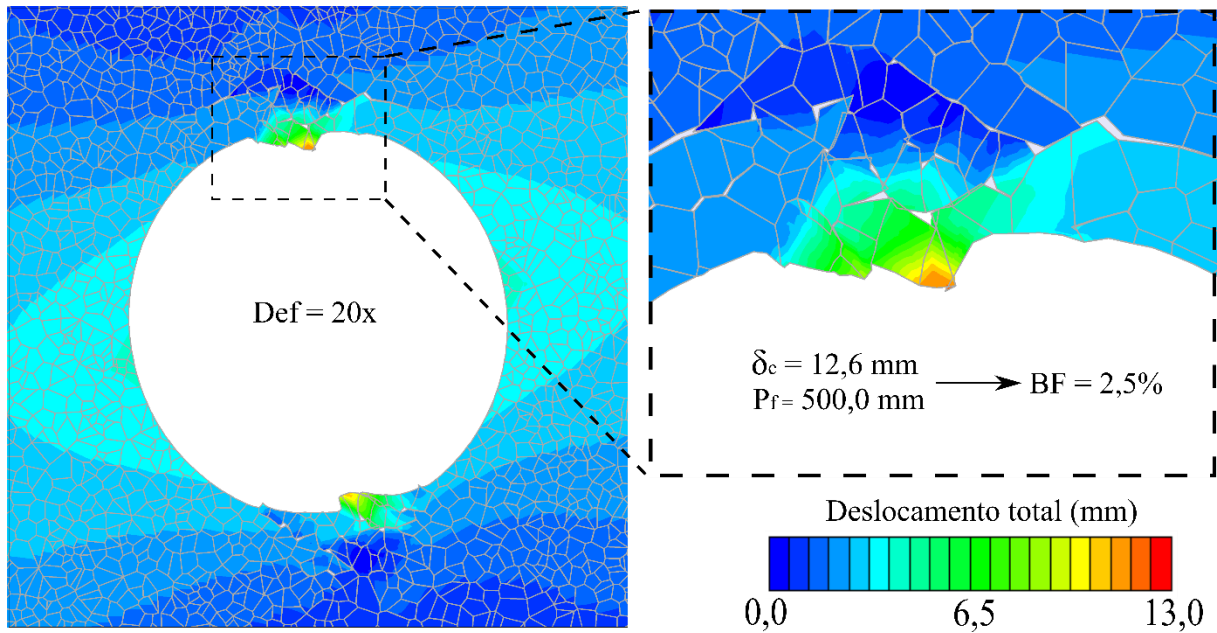 Def = 20x
δc = 12,6 mm
Pf = 500,0 mm
BF = 2,5%
Deslocamento total (mm)
0,0 6,5 13,0